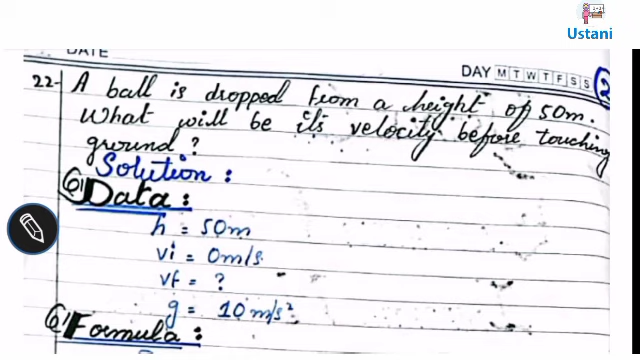 Ustani
DATE
DAY M T W T F S S
22- A ball is dropped from a height of 50m.
What will be its velocity before touching
ground ?
Solution :
Data :
h = 50m
vi = 0m/s
vf = ?
g = 10 m/s²
Formula :